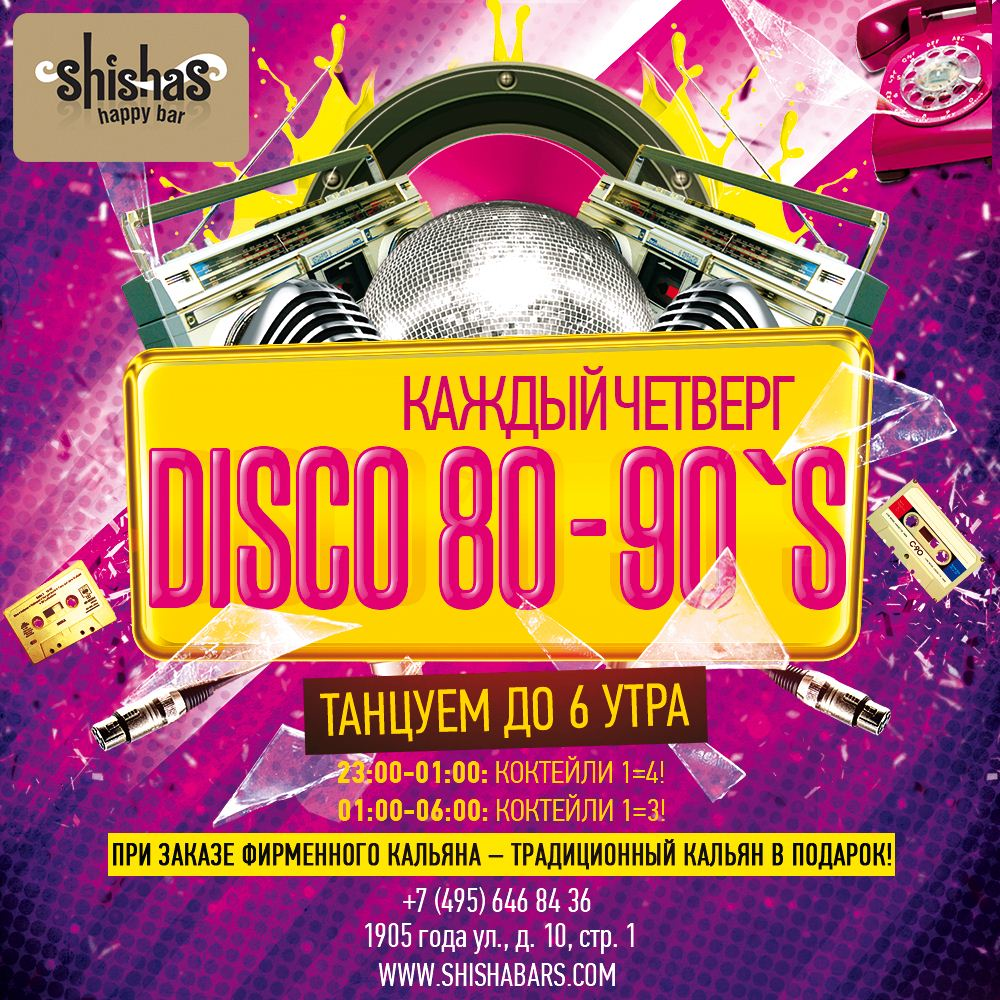 shishas
happy bar
КАЖДЫЙ ЧЕТВЕРГ
DISCO 80-90`S
C-90
ТАНЦУЕМ ДО 6 УТРА
23:00-01:00: КОКТЕЙЛИ 1=4!
01:00-06:00: КОКТЕЙЛИ 1=3!
ПРИ ЗАКАЗЕ ФИРМЕННОГО КАЛЬЯНА – ТРАДИЦИОННЫЙ КАЛЬЯН В ПОДАРОК!
+7 (495) 646 84 36
1905 года ул., д. 10, стр. 1
WWW.SHISHABARS.COM